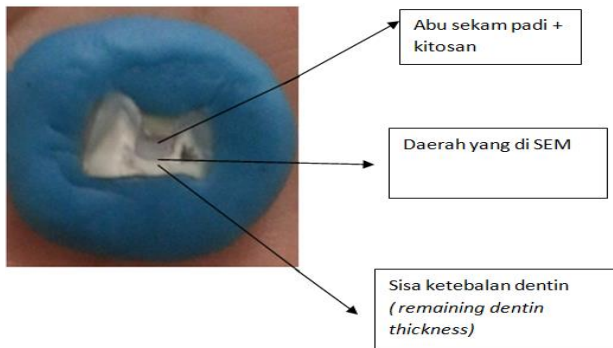 Abu sekam padi +
kitosan
Daerah yang di SEM
Sisa ketebalan dentin
( remaining dentin
thickness)